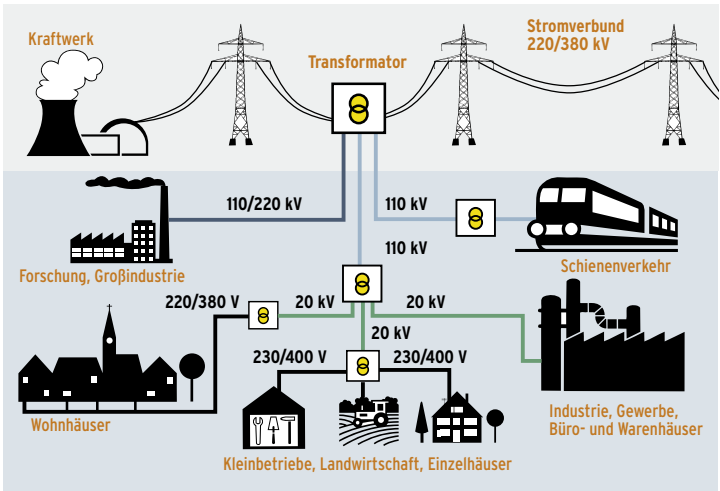 Kraftwerk
Transformator
Stromverbund
220/380 kV
110/220 kV
110 kV
Forschung, Großindustrie
110 kV
Schienenverkehr
220/380 V
20 kV
20 kV
20 kV
230/400 V
230/400 V
Wohnhäuser
Industrie, Gewerbe,
Büro- und Warenhäuser
Kleinbetriebe, Landwirtschaft, Einzelhäuser